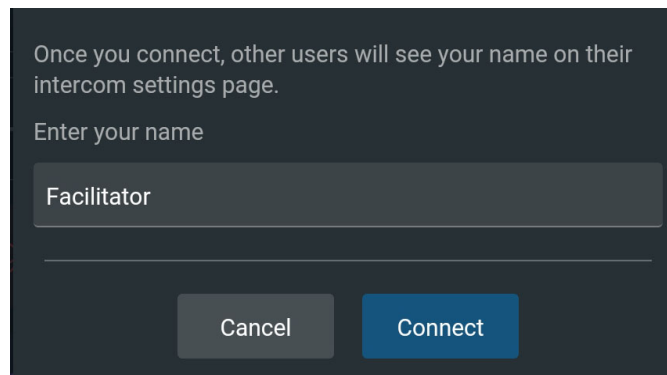 Once you connect, other users will see your name on their
intercom settings page.
Enter your name
Facilitator
Cancel
Connect